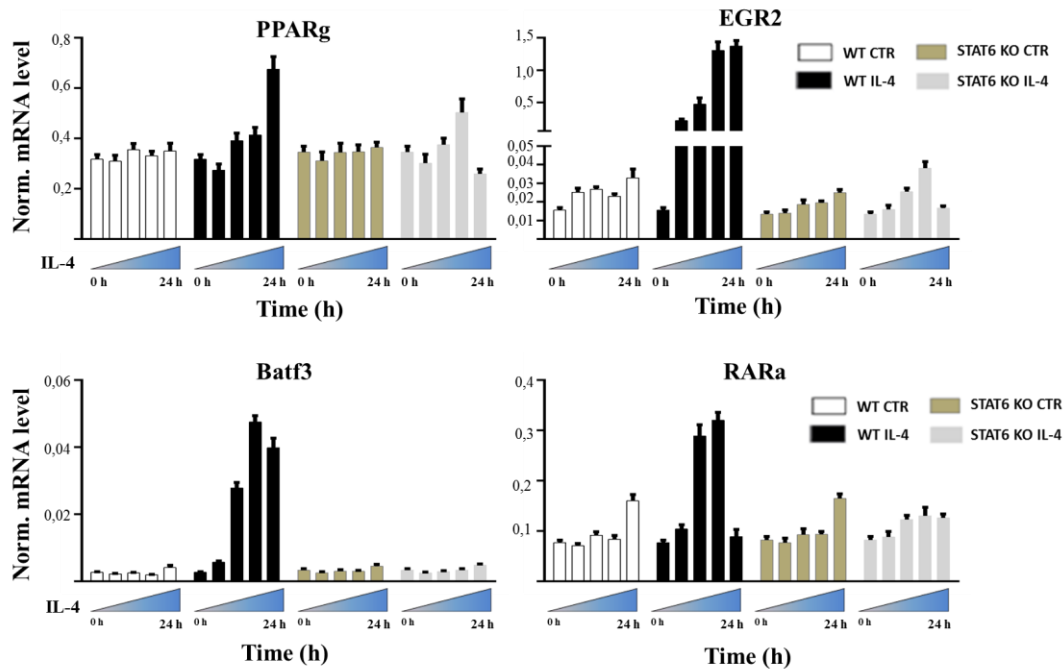 PPARg
Norm. mRNA level
0,8
0,6
0,4
0,2
IL-4
0 h 24 h 0 h 24 h 0 h 24 h 0 h 24 h
Time (h)
EGR2
WT CTR STAT6 KO CTR
WT IL-4 STAT6 KO IL-4
1,5
1,0
0,5
0,05
0,04
0,03
0,02
0,01
0 h 24 h 0 h 24 h 0 h 24 h 0 h 24 h
Time (h)
Batf3
Norm. mRNA level
0,06
0,04
0,02
IL-4
0 h 24 h 0 h 24 h 0 h 24 h 0 h 24 h
Time (h)
RARa
WT CTR STAT6 KO CTR
WT IL-4 STAT6 KO IL-4
0,4
0,3
0,2
0,1
0 h 24 h 0 h 24 h 0 h 24 h 0 h 24 h
Time (h)